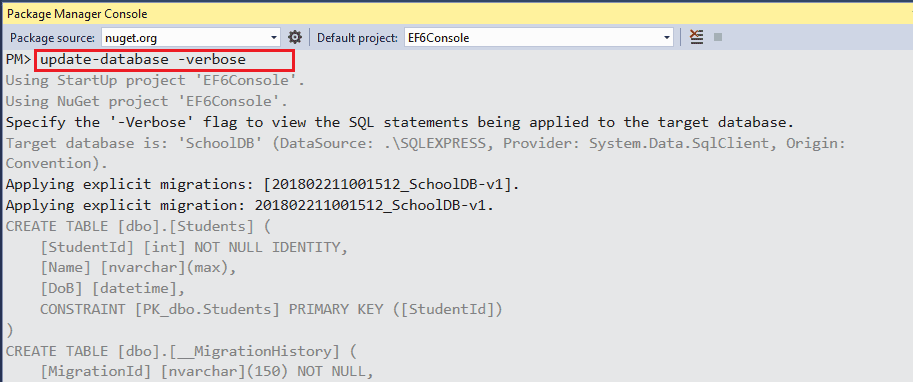 Package Manager Console
Package source: nuget.org Default project: EF6Console
PM> update-database -verbose
Using StartUp project 'EF6Console'.
Using NuGet project 'EF6Console'.
Specify the '-Verbose' flag to view the SQL statements being applied to the target database.
Target database is: 'SchoolDB' (DataSource: .\SQLEXPRESS, Provider: System.Data.SqlClient, Origin:
Convention).
Applying explicit migrations: [201802211001512_SchoolDB-v1].
Applying explicit migration: 201802211001512_SchoolDB-v1.
CREATE TABLE [dbo].[Students] (
    [StudentId] [int] NOT NULL IDENTITY,
    [Name] [nvarchar](max),
    [DoB] [datetime],
    CONSTRAINT [PK_dbo.Students] PRIMARY KEY ([StudentId])
)
CREATE TABLE [dbo].[__MigrationHistory] (
    [MigrationId] [nvarchar](150) NOT NULL,